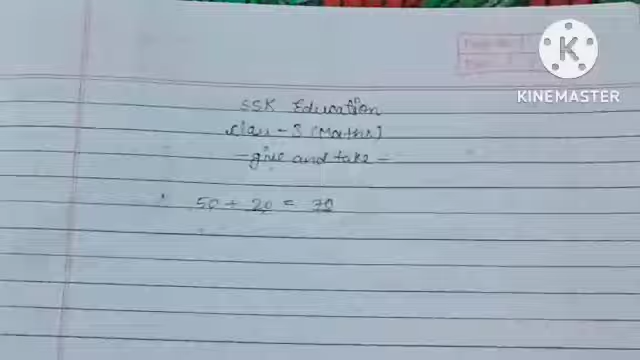 K
KINEMASTER
SSK Education
class - 3 (Maths)
- give and take -
50 + 20 = 70